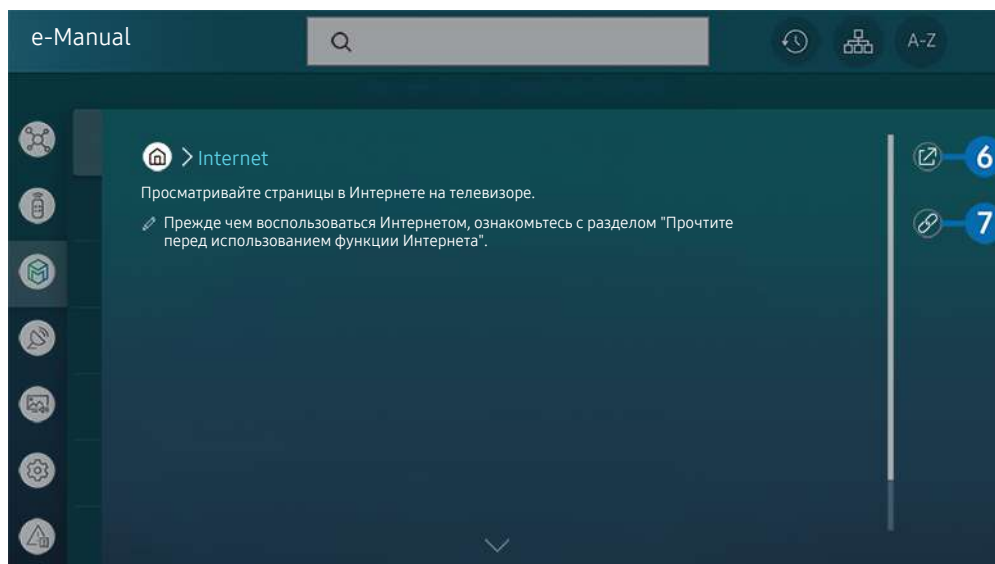 e-Manual
A-Z
> Internet
6
Просматривайте страницы в Интернете на телевизоре.
Прежде чем воспользоваться Интернетом, ознакомьтесь с разделом "Прочтите
перед использованием функции Интернета".
7